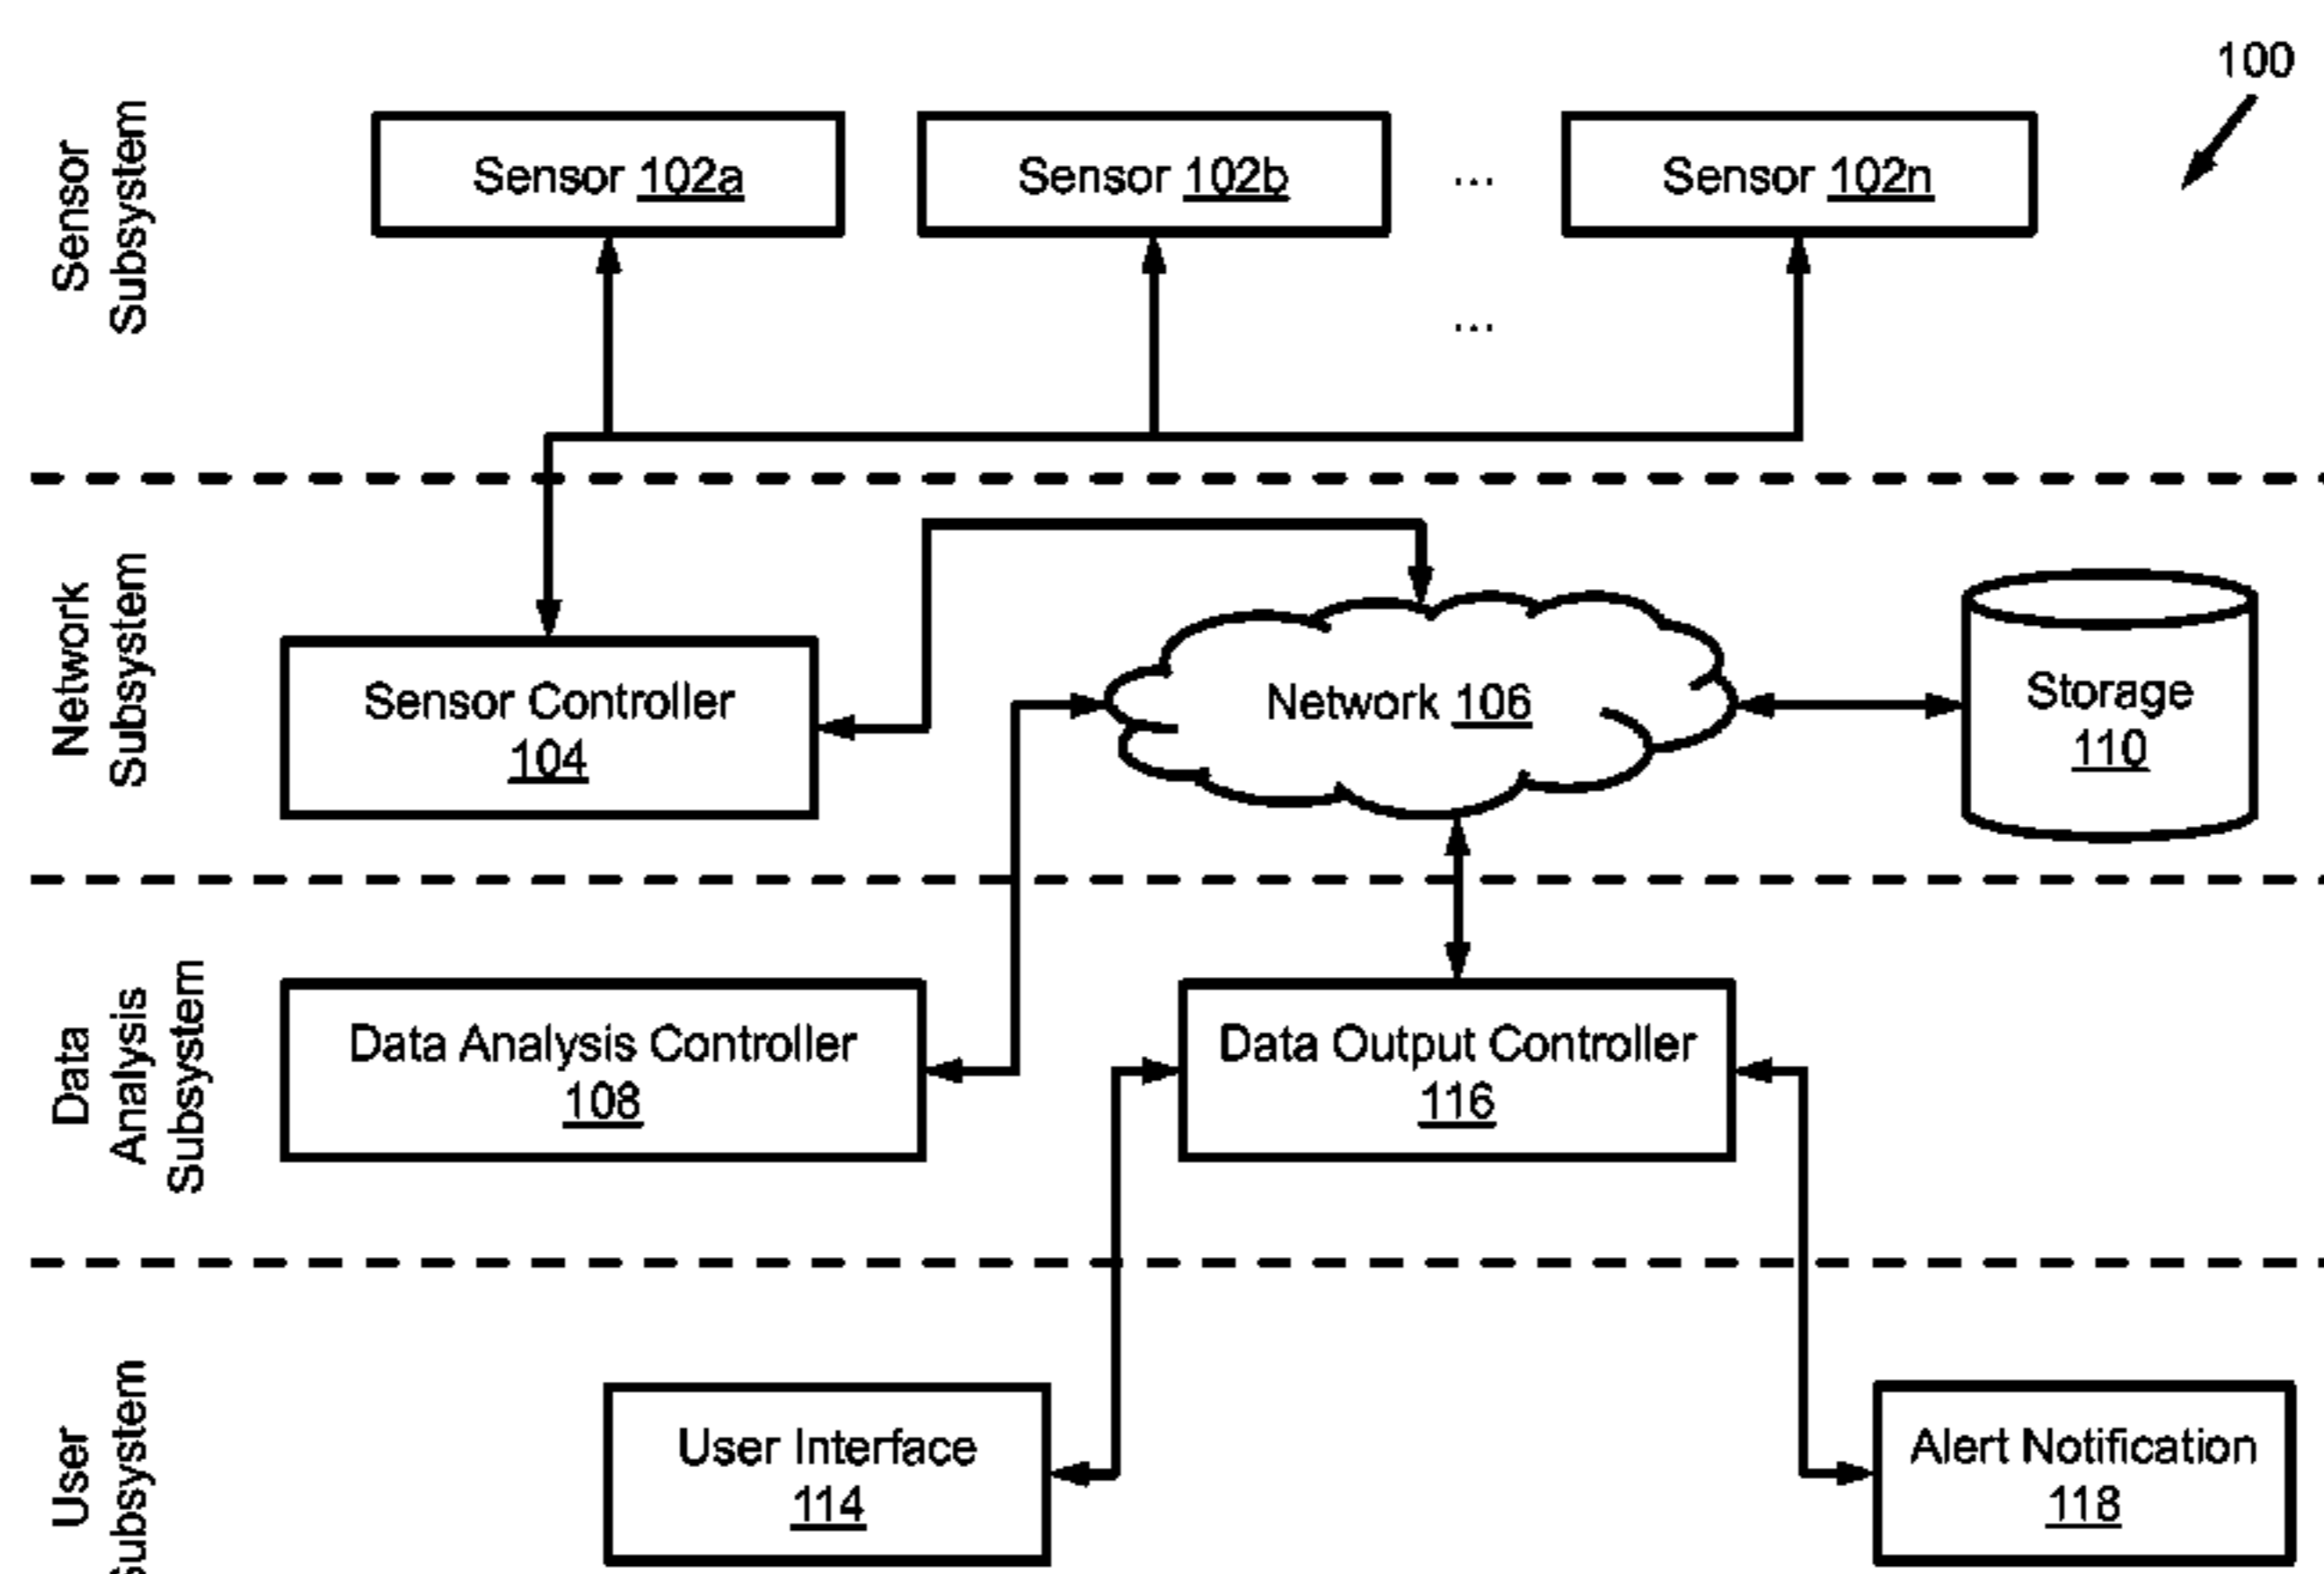 100
Sensor
Subsystem
Sensor 102a
Sensor 102b
...
Sensor 102n
...
Network
Subsystem
Sensor Controller
104
Network 106
Storage
110
Data
Analysis
Subsystem
Data Analysis Controller
108
Data Output Controller
116
User
Subsystem
User Interface
114
Alert Notification
118